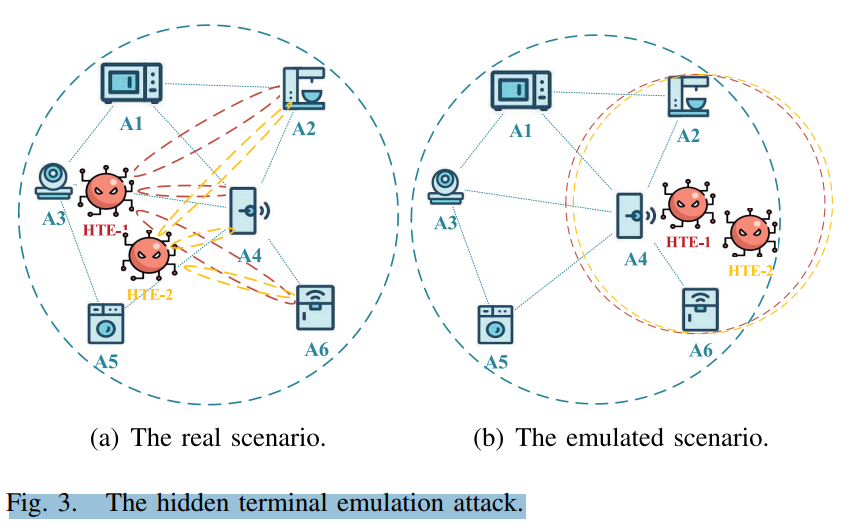 A1
A2
A3
HTE-1
A4
HTE-2
A5
A6
A1
A2
A3
HTE-1
A4
HTE-2
A5
A6
(a) The real scenario.
(b) The emulated scenario.
Fig. 3. The hidden terminal emulation attack.